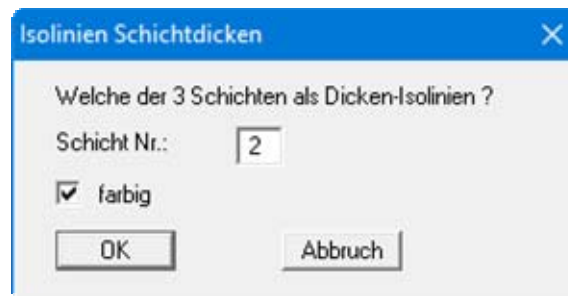 Isolinien Schichtdicken
Welche der 3 Schichten als Dicken-Isolinien ?
Schicht Nr.: 2
farbig
OK Abbruch